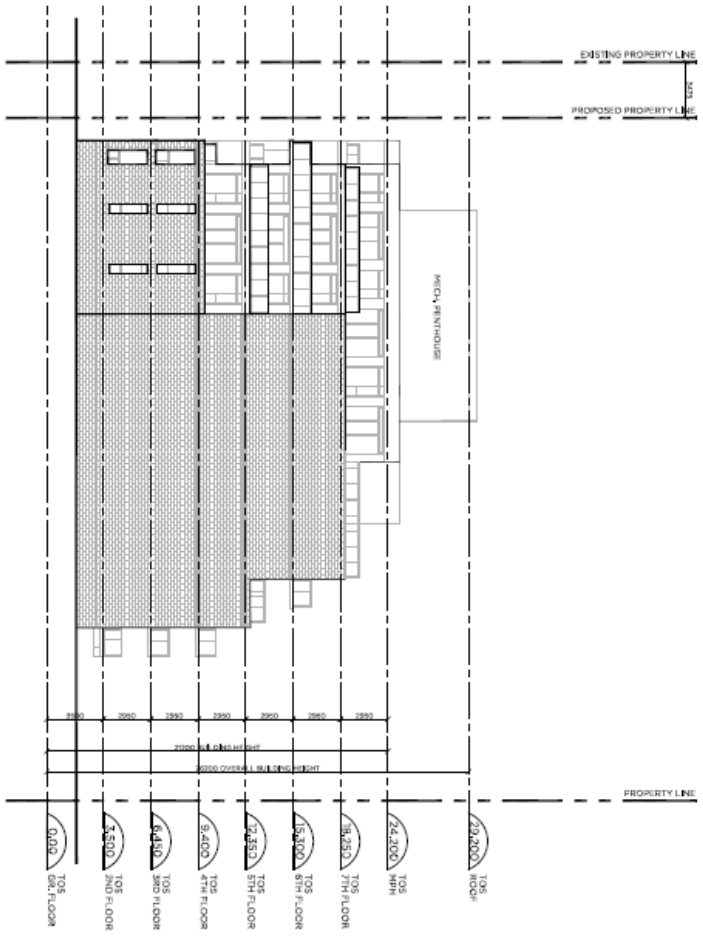 EXISTING PROPERTY LINE
2475
PROPOSED PROPERTY LINE
MECH. PENTHOUSE
3500
2950
2950
2950
2950
2950
2950
21200 BUILDING HEIGHT
26200 OVERALL BUILDING HEIGHT
PROPERTY LINE
0.00
TOS
GR. FLOOR
3,500
TOS
2ND FLOOR
6,450
TOS
3RD FLOOR
9,400
TOS
4TH FLOOR
12,350
TOS
5TH FLOOR
15,300
TOS
6TH FLOOR
18,250
TOS
7TH FLOOR
24,200
TOS
MPH
29,200
TOS
ROOF